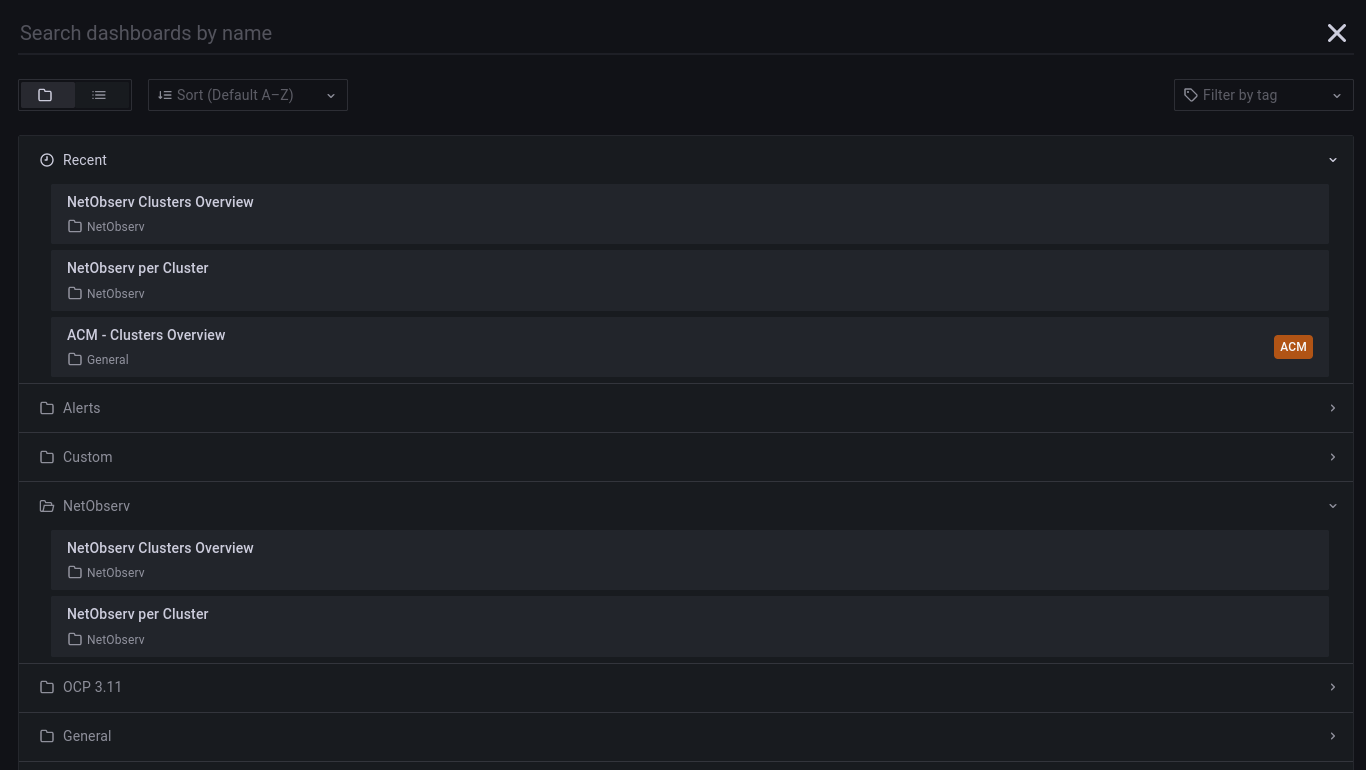 Search dashboards by name
Sort (Default A–Z)
Filter by tag
Recent
NetObserv Clusters Overview
NetObserv
NetObserv per Cluster
NetObserv
ACM - Clusters Overview
General
ACM
Alerts
Custom
NetObserv
NetObserv Clusters Overview
NetObserv
NetObserv per Cluster
NetObserv
OCP 3.11
General